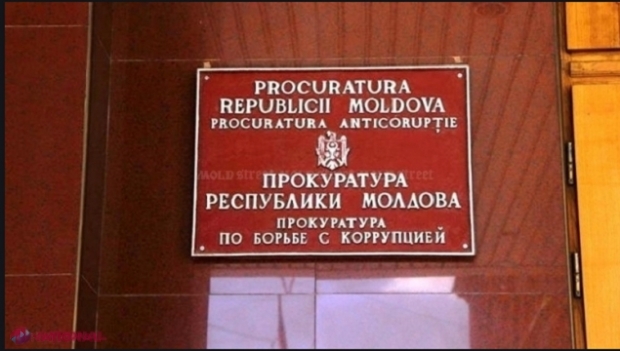 PROCURATURA
REPUBLICII MOLDOVA
PROCURATURA ANTICORUPȚIE
ПРОКУРАТУРА
РЕСПУБЛИКИ МОЛДОВА
ПРОКУРАТУРА
ПО БОРЬБЕ С КОРРУПЦИЕЙ